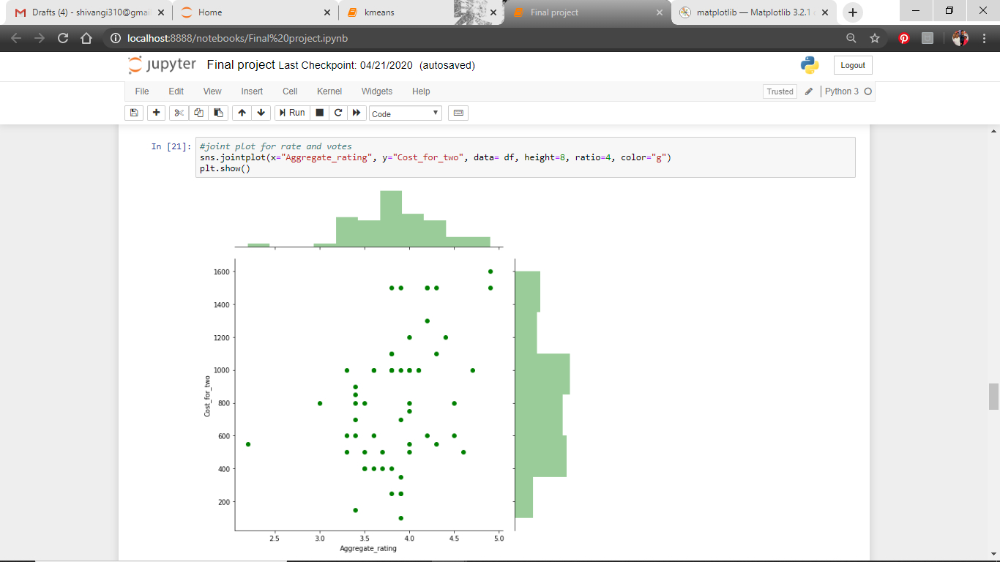 Drafts (4) - shivangi310@gmai
Home
kmeans
Final project
matplotlib — Matplotlib 3.2.1
localhost:8888/notebooks/Final%20project.ipynb
jupyter Final project Last Checkpoint: 04/21/2020 (autosaved)
Logout
File Edit View Insert Cell Kernel Widgets Help
Trusted Python 3
Run Code
In [21]: #joint plot for rate and votes
sns.jointplot(x="Aggregate_rating", y="Cost_for_two", data= df, height=8, ratio=4, color="g")
plt.show()
1600
1400
1200
1000
800
600
400
200
Cost_for_two
2.5 3.0 3.5 4.0 4.5 5.0
Aggregate_rating